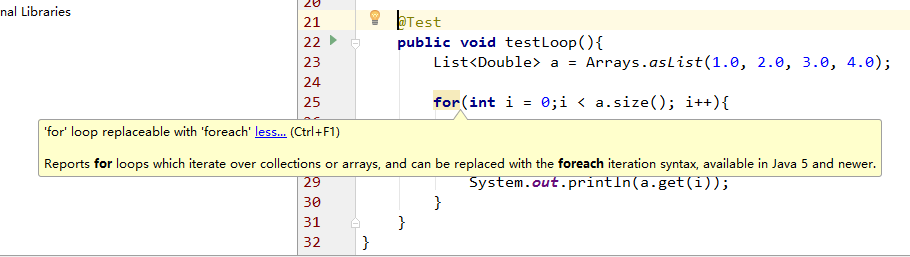 nal Libraries
20
21 @Test
22 public void testLoop(){
23 List<Double> a = Arrays.asList(1.0, 2.0, 3.0, 4.0);
24
25 for(int i = 0;i < a.size(); i++){
'for' loop replaceable with 'foreach' less... (Ctrl+F1)
Reports for loops which iterate over collections or arrays, and can be replaced with the foreach iteration syntax, available in Java 5 and newer.
29 System.out.println(a.get(i));
30 }
31 }
32 }